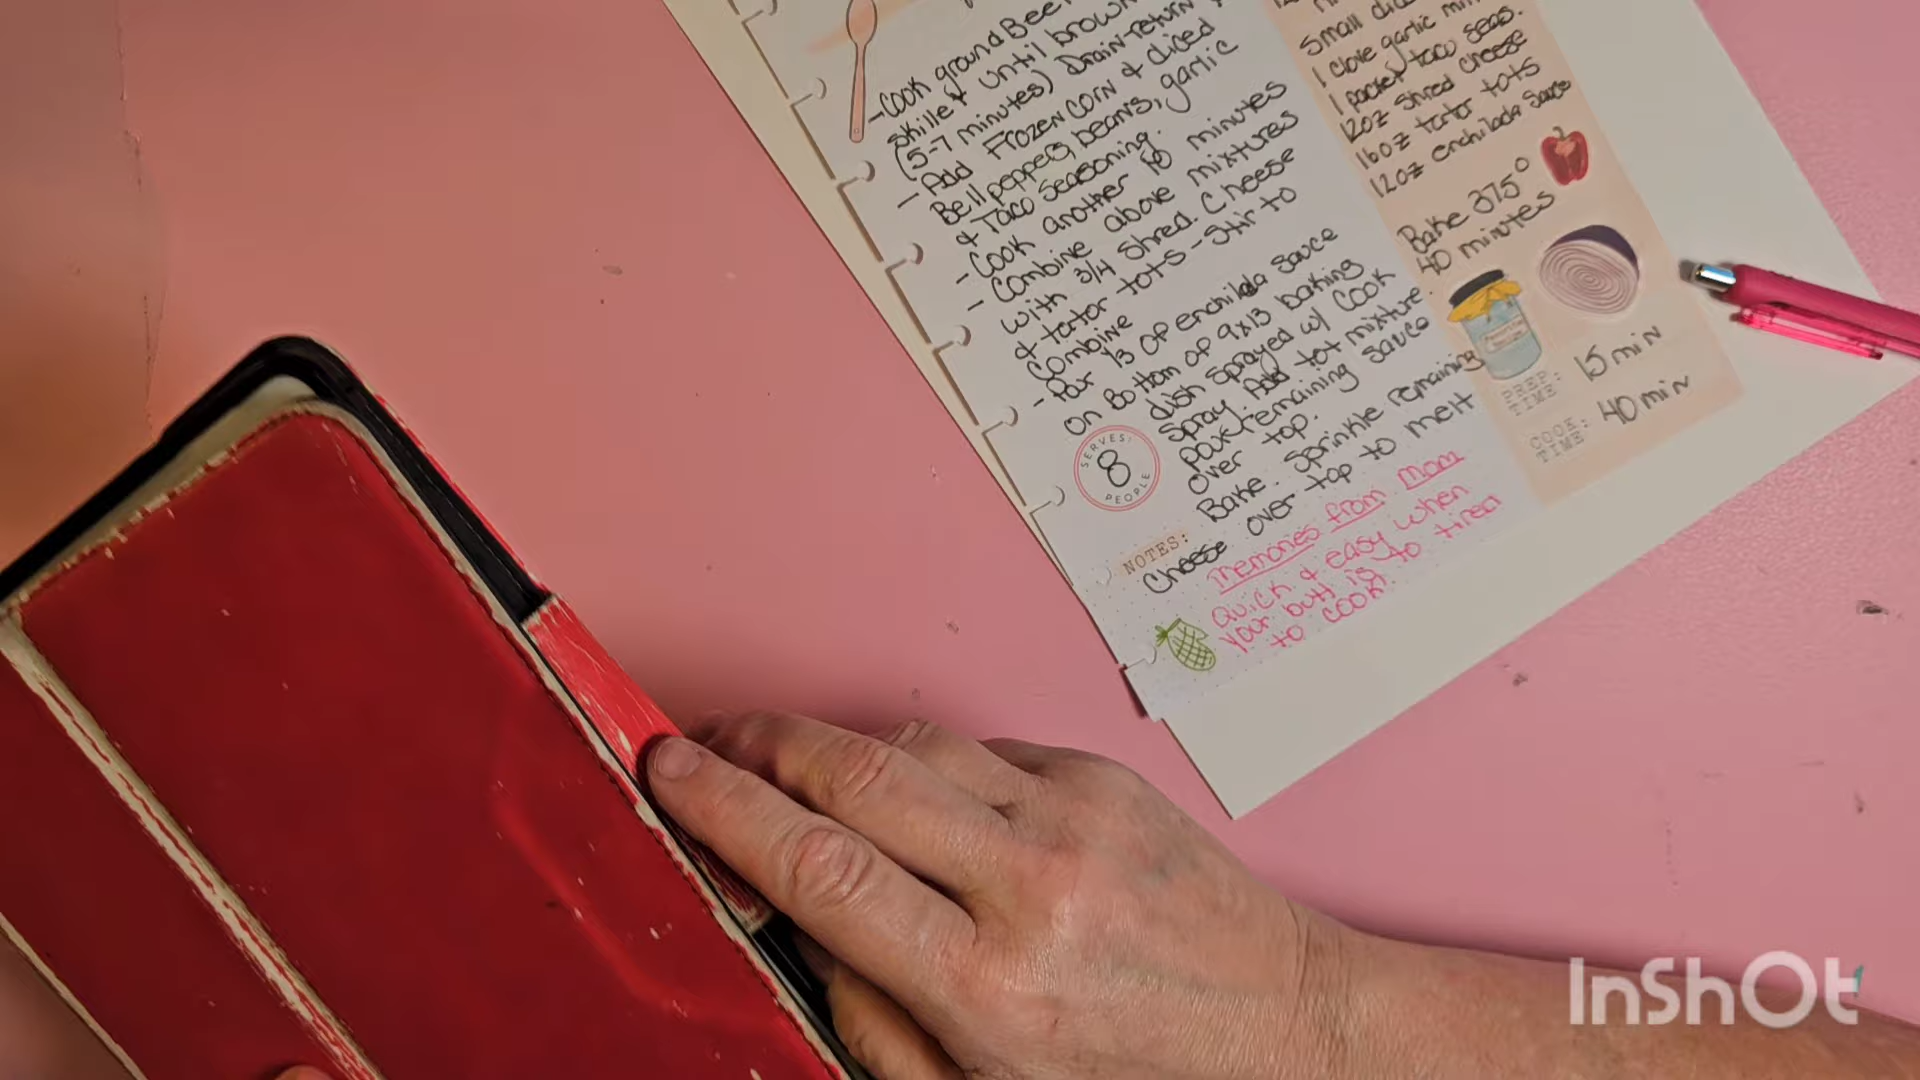 - Cook ground Bee
skillet until brown
(5-7 minutes) Drain-return
- Add Frozen corn & diced
Bell peppers, beans, garlic
& Taco Seasoning.
- Cook another 10 minutes
- Combine above mixtures
with 3/4 shred. Cheese
& tator tots - Stir to
Combine
- Pour 1/3 of enchilada sauce
on Bottom of 9x13 baking
dish sprayed w/ cook
spray. Add tot mixture.
pour remaining sauce
over top.
Bake. Sprinkle remaining
Cheese over top to melt
SERVES:
8
PEOPLE
NOTES:
Memories from Mom
Quick & easy when
your butt is to tired
to cook
small dic
1 clove garlic min
1 packet taco seas.
12oz shred cheese
16oz tator tots
12oz enchilada sauce
Bake 375°
40 minutes
PREP TIME: 15 min
COOK TIME: 40 min
InShOt